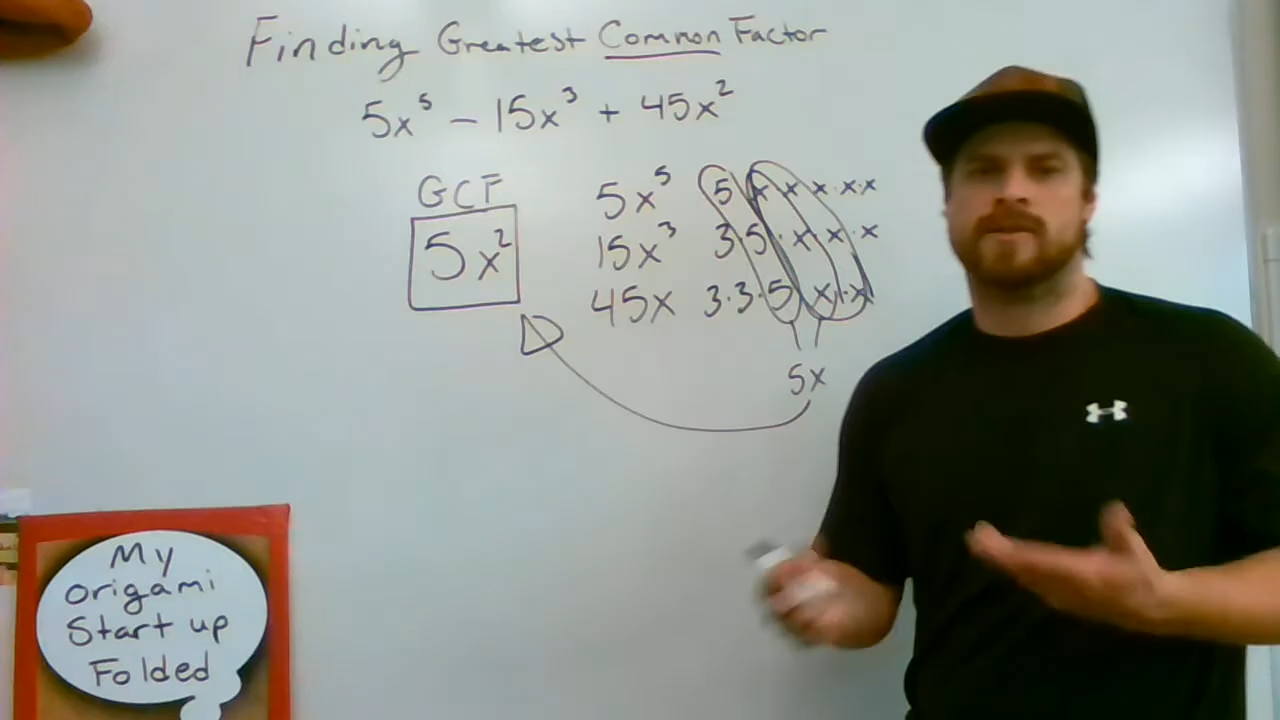 Finding Greatest Common Factor
5x⁵ - 15x³ + 45x²
GCF
5x²
5x⁵ 5 x x x·x·x
15x³ 3·5·x·x·x
45x 3·3·5 x·x
5x
My
origami
Start up
Folded